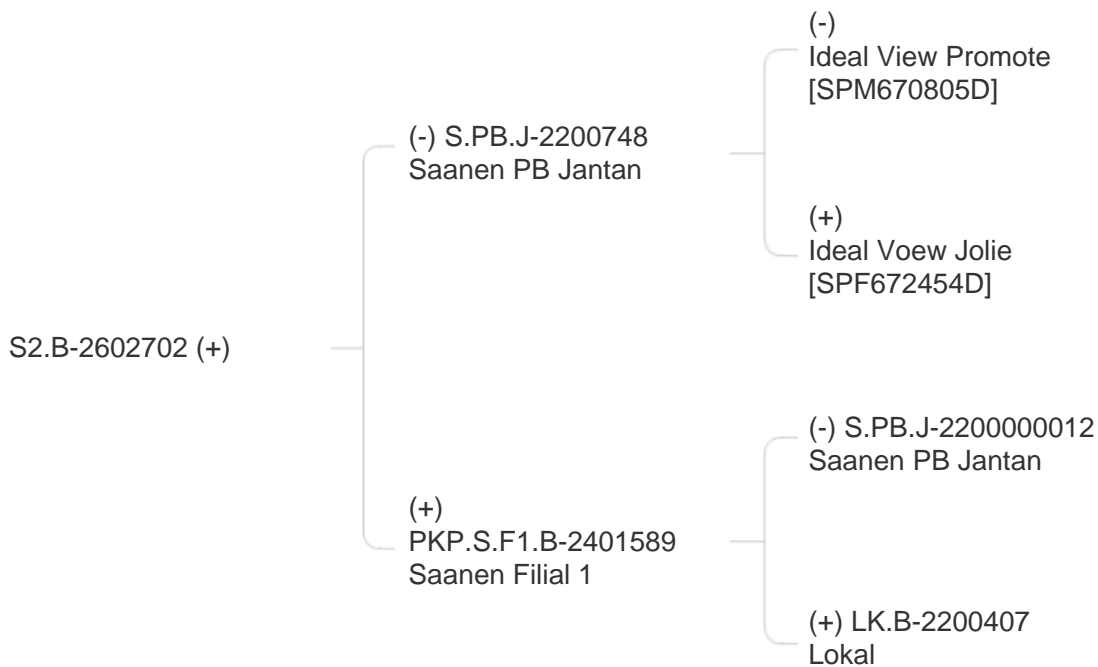 (-)
Ideal View Promote
[SPM670805D]
(-) S.PB.J-2200748
Saanen PB Jantan
(+)
Ideal Voew Jolie
[SPF672454D]
S2.B-2602702 (+)
(-) S.PB.J-2200000012
Saanen PB Jantan
(+)
PKP.S.F1.B-2401589
Saanen Filial 1
(+) LK.B-2200407
Lokal